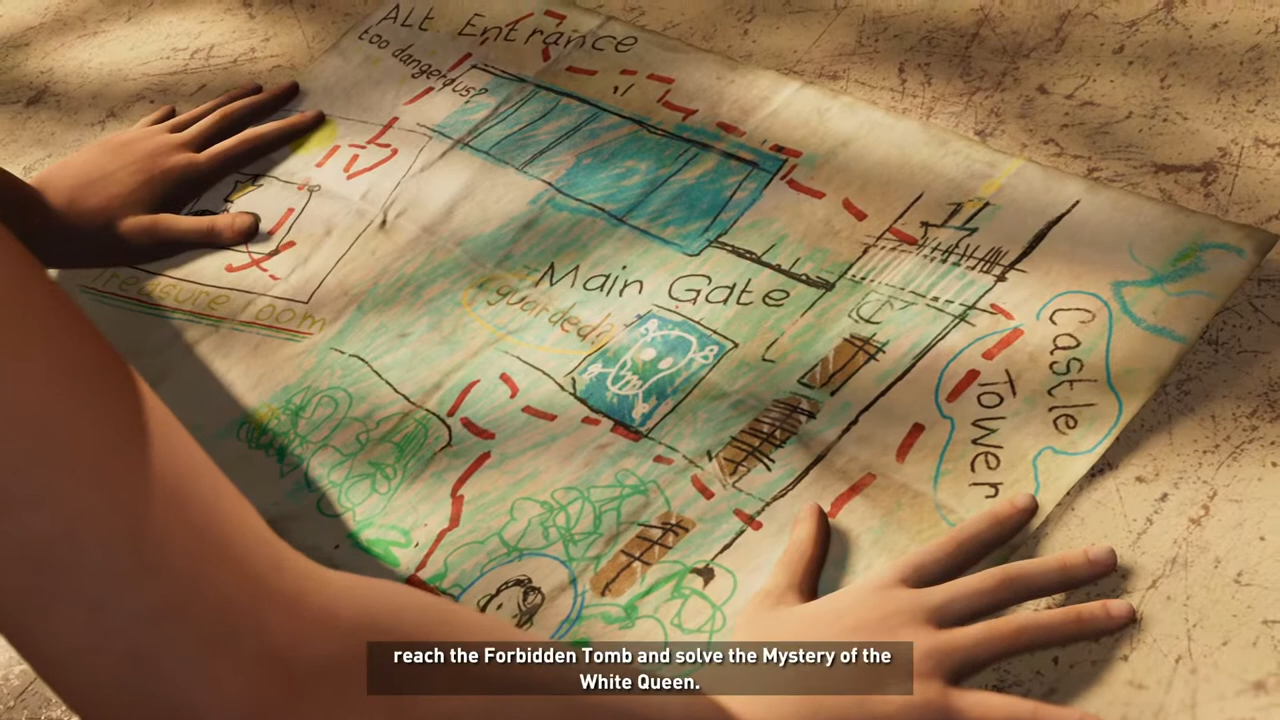 ALt. Entrance
too dangerous?
Main Gate
(guarded!)
Treasure room
Castle
Tower
reach the Forbidden Tomb and solve the Mystery of the
White Queen.